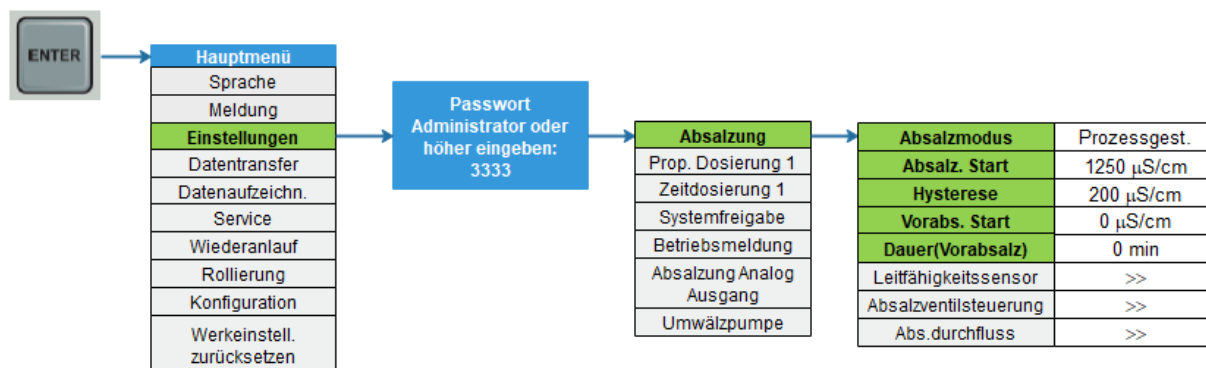 ENTER
Hauptmenü
Sprache
Meldung
Einstellungen
Datentransfer
Datenaufzeichn.
Service
Wiederanlauf
Rollierung
Konfiguration
Werkeinstell.
zurücksetzen
Passwort
Administrator oder
höher eingeben:
3333
Absalzung
Prop. Dosierung 1
Zeitdosierung 1
Systemfreigabe
Betriebsmeldung
Absalzung Analog
Ausgang
Umwälzpumpe
Absalzmodus Prozessgest.
Absalz. Start 1250 µS/cm
Hysterese 200 µS/cm
Vorabs. Start 0 µS/cm
Dauer(Vorabsalz) 0 min
Leitfähigkeitssensor >>
Absalzventilsteuerung >>
Abs.durchfluss >>